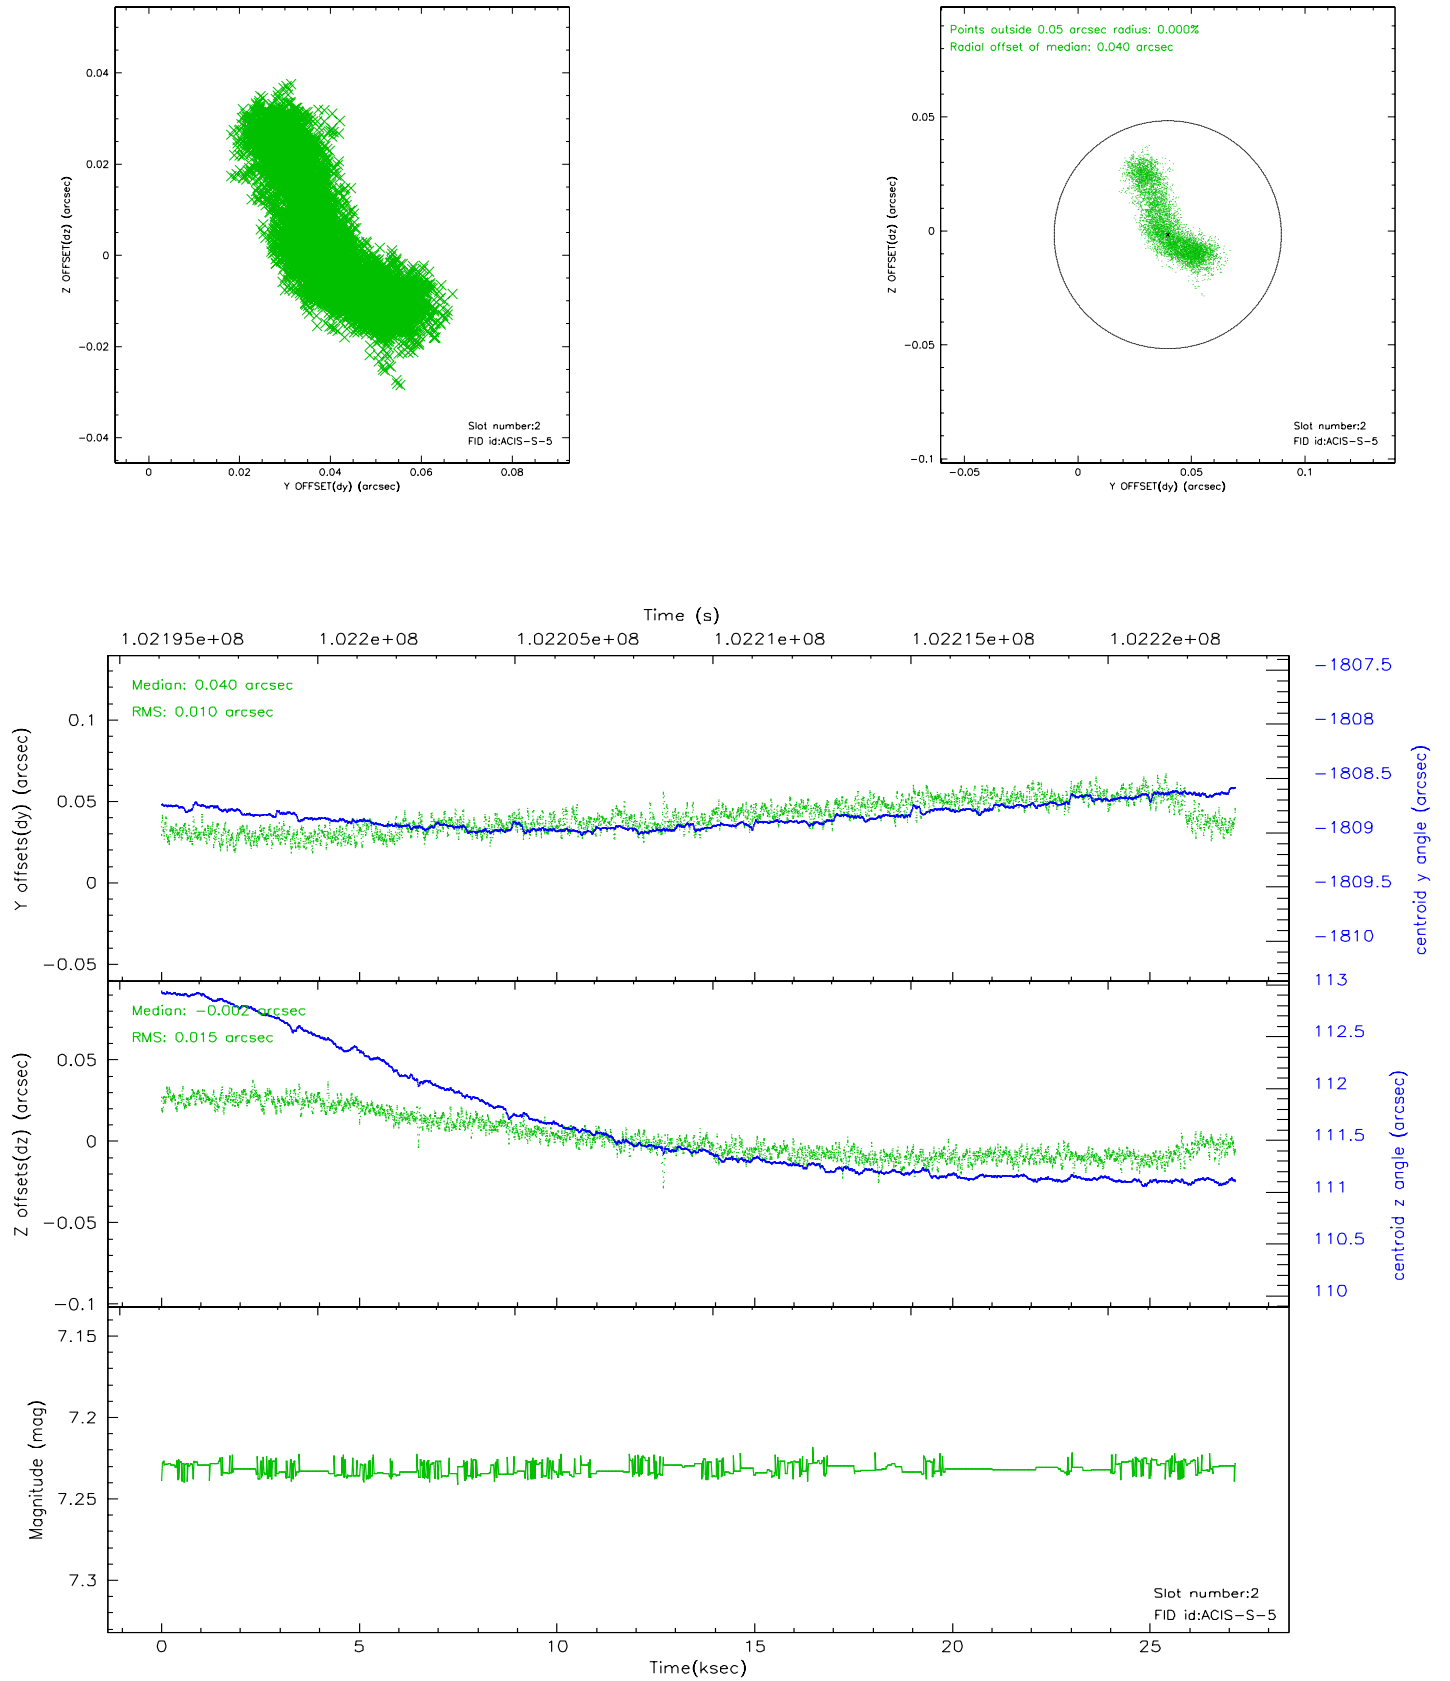 0.04
0.02
0
-0.02
-0.04
Z OFFSET(dz) (arcsec)
Slot number:2
FID id:ACIS-S-5
0 0.02 0.04 0.06 0.08
Y OFFSET(dy) (arcsec)
Points outside 0.05 arcsec radius: 0.000%
Radial offset of median: 0.040 arcsec
0.05
0
-0.05
-0.1
Z OFFSET(dz) (arcsec)
Slot number:2
FID id:ACIS-S-5
-0.05 0 0.05 0.1
Y OFFSET(dy) (arcsec)
Time (s)
1.02195e+08 1.022e+08 1.02205e+08 1.0221e+08 1.02215e+08 1.0222e+08
Median: 0.040 arcsec
RMS: 0.010 arcsec
0.1
0.05
0
-0.05
Y offsets(dy) (arcsec)
-1807.5
-1808
-1808.5
-1809
-1809.5
-1810
centroid y angle (arcsec)
Median: -0.002 arcsec
RMS: 0.015 arcsec
0.05
0
-0.05
-0.1
Z offsets(dz) (arcsec)
113
112.5
112
111.5
111
110.5
110
centroid z angle (arcsec)
7.15
7.2
7.25
7.3
Magnitude (mag)
Slot number:2
FID id:ACIS-S-5
0 5 10 15 20 25
Time(ksec)